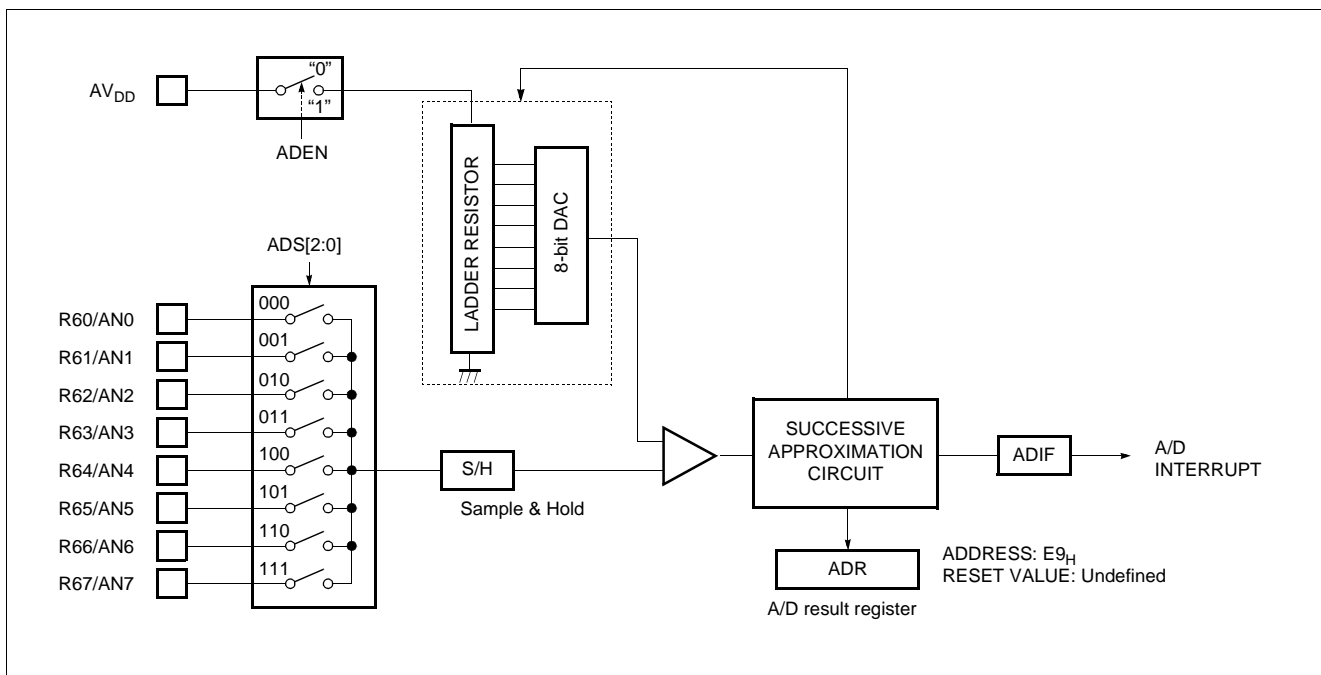 AVDD
“0”
“1”
ADEN
LADDER RESISTOR
8-bit DAC
ADS[2:0]
R60/AN0
000
R61/AN1
001
R62/AN2
010
R63/AN3
011
R64/AN4
100
R65/AN5
101
R66/AN6
110
R67/AN7
111
S/H
Sample & Hold
SUCCESSIVE
APPROXIMATION
CIRCUIT
ADIF
A/D
INTERRUPT
ADR
A/D result register
ADDRESS: E9H
RESET VALUE: Undefined